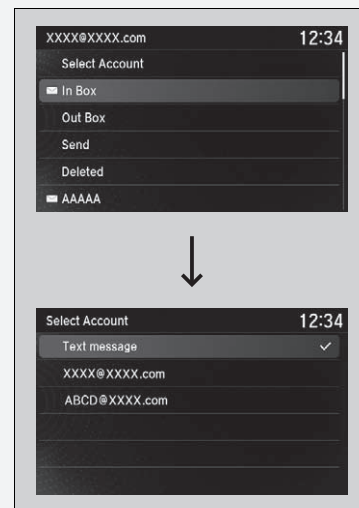 XXXX@XXXX.com 12:34
Select Account
In Box
Out Box
Send
Deleted
AAAAA
Select Account 12:34
Text message
XXXX@XXXX.com
ABCD@XXXX.com